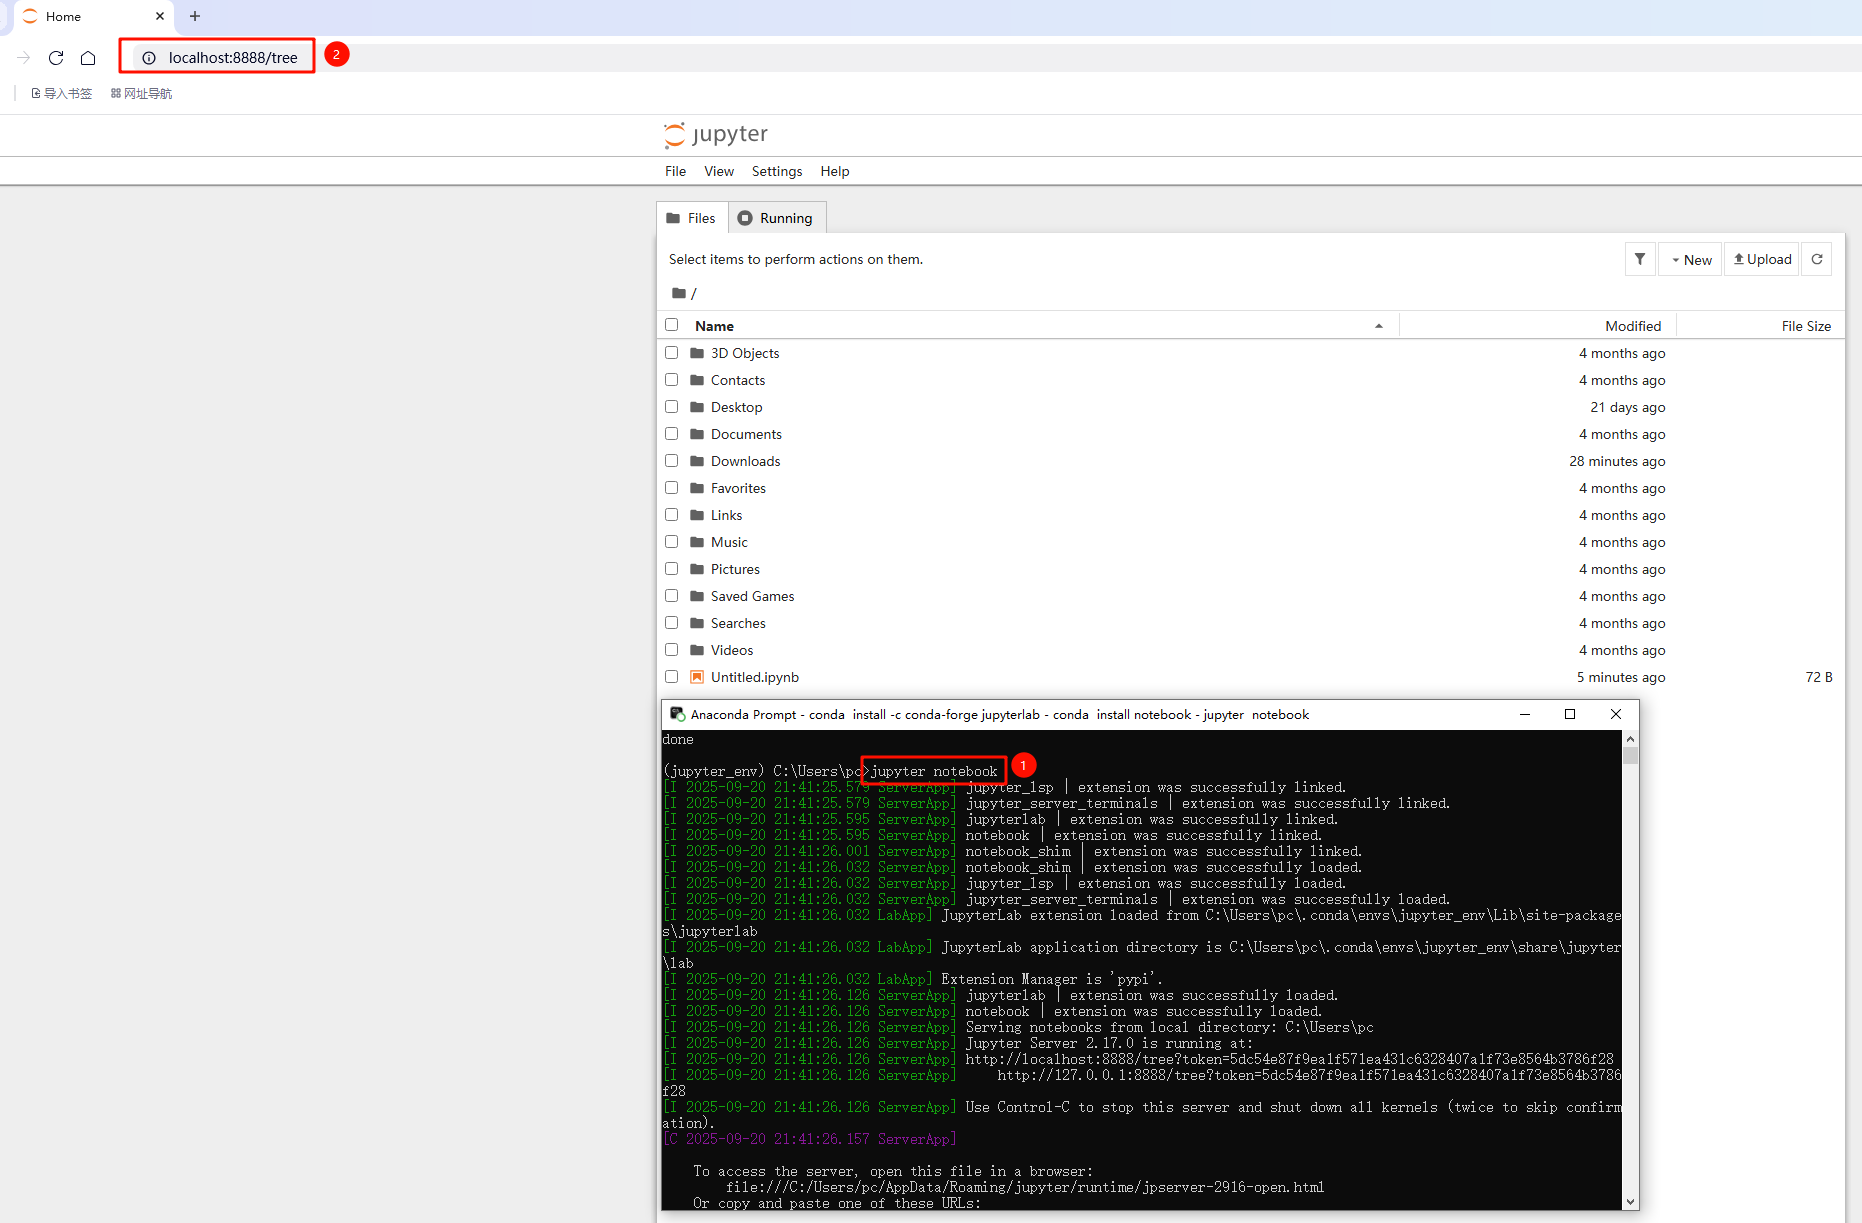 Home
localhost:8888/tree
2
导入书签 网址导航
jupyter
File View Settings Help
Files Running
Select items to perform actions on them.
New Upload
/
Name Modified File Size
3D Objects 4 months ago
Contacts 4 months ago
Desktop 21 days ago
Documents 4 months ago
Downloads 28 minutes ago
Favorites 4 months ago
Links 4 months ago
Music 4 months ago
Pictures 4 months ago
Saved Games 4 months ago
Searches 4 months ago
Videos 4 months ago
Untitled.ipynb 5 minutes ago 72 B
Anaconda Prompt - conda install -c conda-forge jupyterlab - conda install notebook - jupyter notebook
done
(jupyter_env) C:\Users\pc>jupyter notebook
1
[I 2025-09-20 21:41:25.579 ServerApp] jupyter_lsp | extension was successfully linked.
[I 2025-09-20 21:41:25.579 ServerApp] jupyter_server_terminals | extension was successfully linked.
[I 2025-09-20 21:41:25.595 ServerApp] jupyterlab | extension was successfully linked.
[I 2025-09-20 21:41:25.595 ServerApp] notebook | extension was successfully linked.
[I 2025-09-20 21:41:26.001 ServerApp] notebook_shim | extension was successfully linked.
[I 2025-09-20 21:41:26.032 ServerApp] notebook_shim | extension was successfully loaded.
[I 2025-09-20 21:41:26.032 ServerApp] jupyter_lsp | extension was successfully loaded.
[I 2025-09-20 21:41:26.032 ServerApp] jupyter_server_terminals | extension was successfully loaded.
[I 2025-09-20 21:41:26.032 LabApp] JupyterLab extension loaded from C:\Users\pc\.conda\envs\jupyter_env\Lib\site-package
s\jupyterlab
[I 2025-09-20 21:41:26.032 LabApp] JupyterLab application directory is C:\Users\pc\.conda\envs\jupyter_env\share\jupyter
\lab
[I 2025-09-20 21:41:26.032 LabApp] Extension Manager is 'pypi'.
[I 2025-09-20 21:41:26.126 ServerApp] jupyterlab | extension was successfully loaded.
[I 2025-09-20 21:41:26.126 ServerApp] notebook | extension was successfully loaded.
[I 2025-09-20 21:41:26.126 ServerApp] Serving notebooks from local directory: C:\Users\pc
[I 2025-09-20 21:41:26.126 ServerApp] Jupyter Server 2.17.0 is running at:
[I 2025-09-20 21:41:26.126 ServerApp] http://localhost:8888/tree?token=5dc54e87f9ea1f571ea431c6328407a1f73e8564b3786f28
[I 2025-09-20 21:41:26.126 ServerApp]     http://127.0.0.1:8888/tree?token=5dc54e87f9ea1f571ea431c6328407a1f73e8564b3786
f28
[I 2025-09-20 21:41:26.126 ServerApp] Use Control-C to stop this server and shut down all kernels (twice to skip confirm
ation).
[C 2025-09-20 21:41:26.157 ServerApp]
To access the server, open this file in a browser:
file:///C:/Users/pc/AppData/Roaming/jupyter/runtime/jpserver-2916-open.html
Or copy and paste one of these URLs: